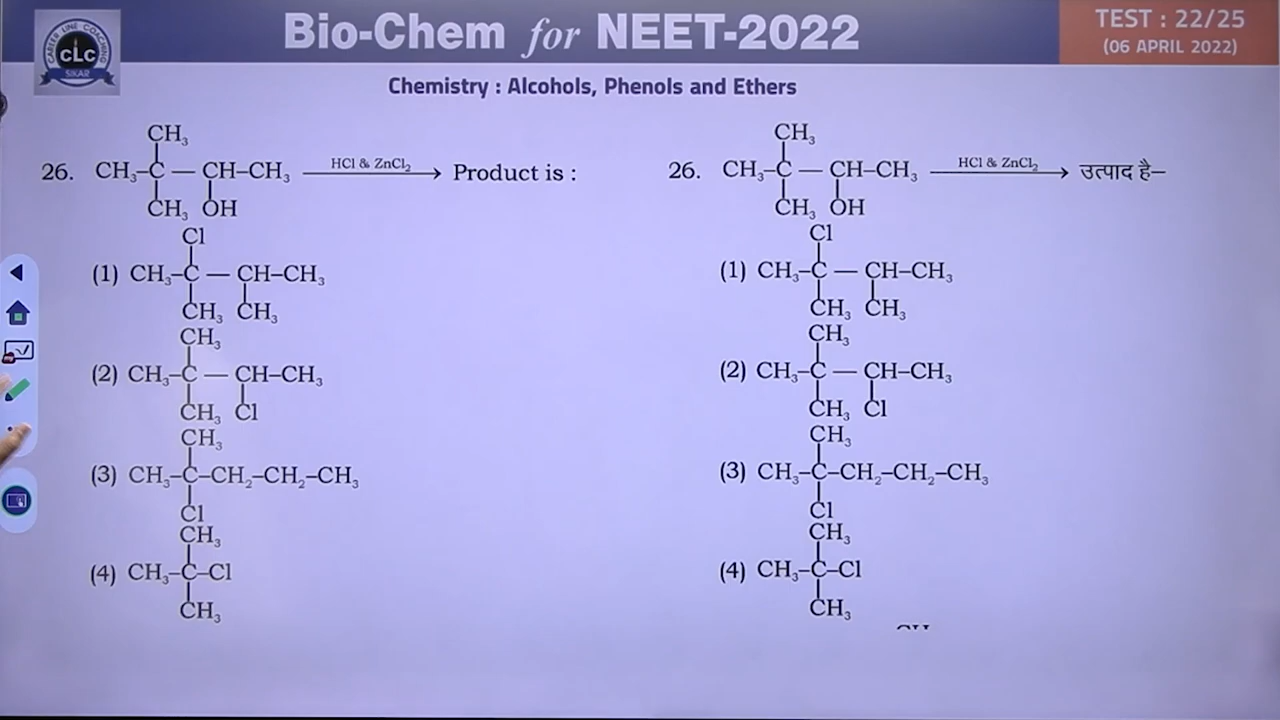 Bio-Chem for NEET-2022
TEST : 22/25
(06 APRIL 2022)
CAREER LINE COACHING
CLC
SIKAR
Chemistry : Alcohols, Phenols and Ethers
CH₃
26. CH₃–C — CH–CH₃ HCl & ZnCl₂ → Product is :
CH₃ OH
Cl
(1) CH₃–C — CH–CH₃
CH₃ CH₃
CH₃
(2) CH₃–C — CH–CH₃
CH₃ Cl
CH₃
(3) CH₃–C–CH₂–CH₂–CH₃
Cl
CH₃
(4) CH₃–C–Cl
CH₃
CH₃
26. CH₃–C — CH–CH₃ HCl & ZnCl₂ → उत्पाद है–
CH₃ OH
Cl
(1) CH₃–C — CH–CH₃
CH₃ CH₃
CH₃
(2) CH₃–C — CH–CH₃
CH₃ Cl
CH₃
(3) CH₃–C–CH₂–CH₂–CH₃
Cl
CH₃
(4) CH₃–C–Cl
CH₃